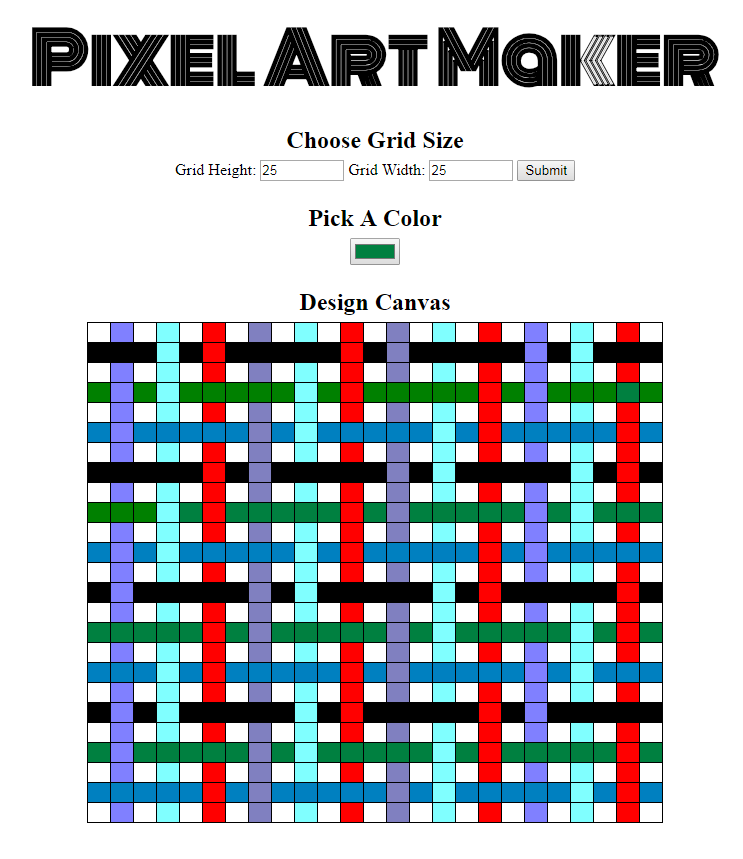 Pixel Art Maker
Choose Grid Size
Grid Height: 25 Grid Width: 25 Submit
Pick A Color
Design Canvas